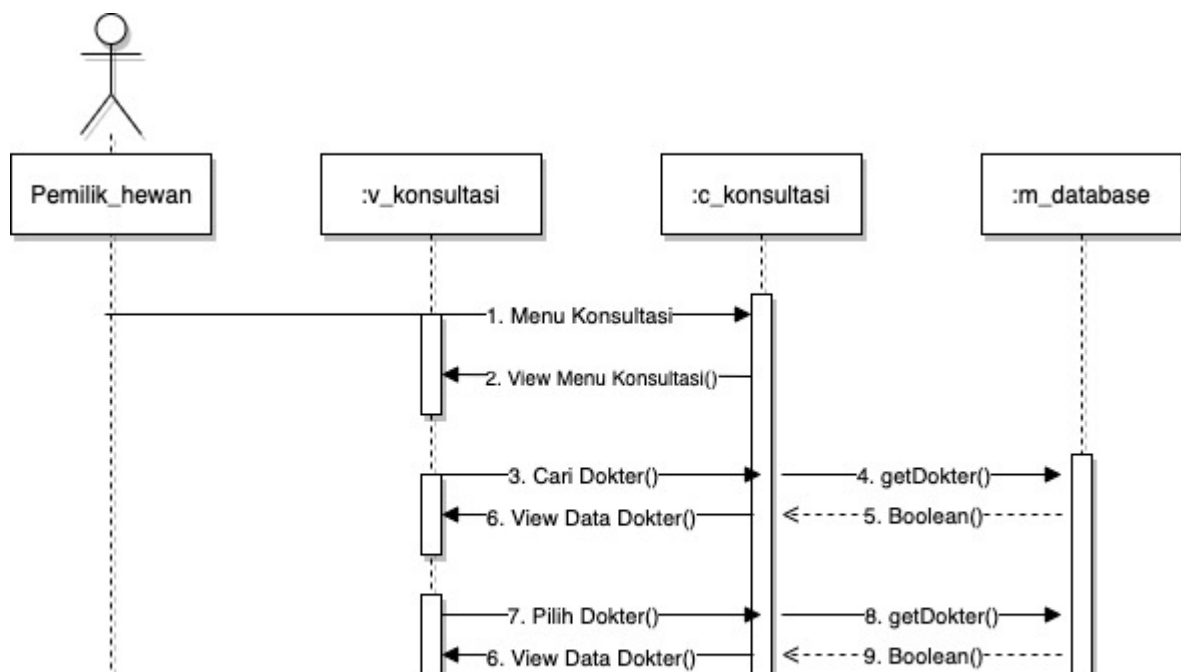 Pemilik_hewan
:v_konsultasi
:c_konsultasi
:m_database
1. Menu Konsultasi
2. View Menu Konsultasi()
3. Cari Dokter()
4. getDokter()
6. View Data Dokter()
5. Boolean()
7. Pilih Dokter()
8. getDokter()
6. View Data Dokter()
9. Boolean()